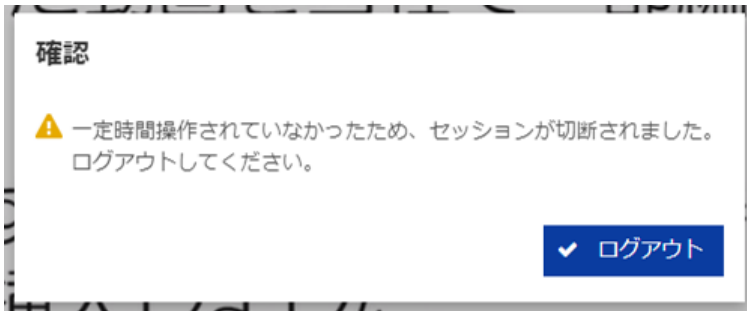 確認
一定時間操作されていなかったため、セッションが切断されました。
ログアウトしてください。
ログアウト